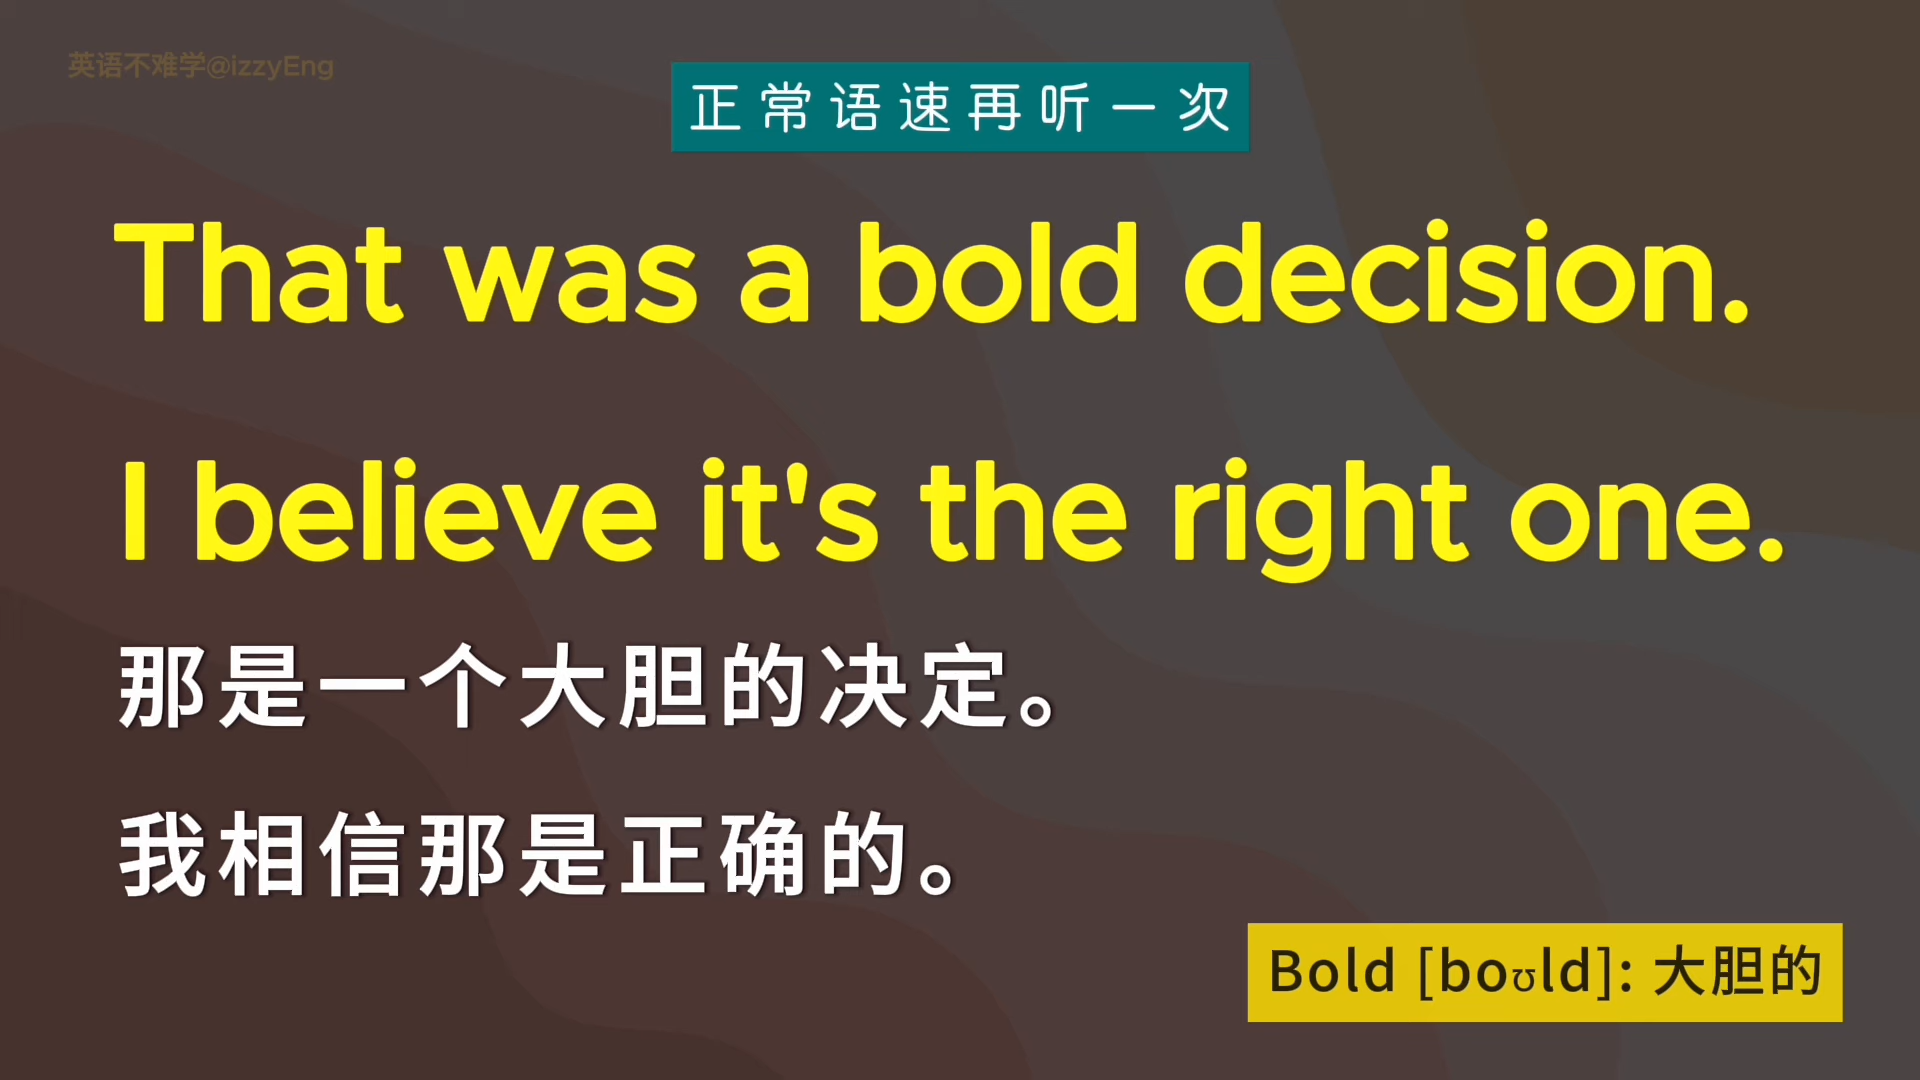 英语不难学@izzyEng
正常语速再听一次
That was a bold decision.
I believe it's the right one.
那是一个大胆的决定。
我相信那是正确的。
Bold [boʊld]: 大胆的